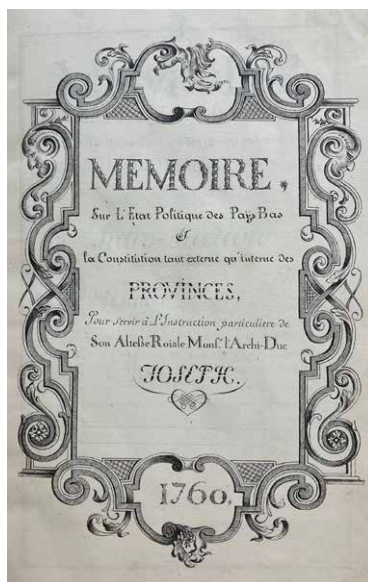 MEMOIRE,
Sur L'Etat Politique des Païs Bas
&
la Constitution tant externe qu'interne des
PROVINCES,
Pour servir à L'Instruction particuliere de
Son Altesse Roiale Monsr. l'Archi-Duc
JOSEPH.
1760.